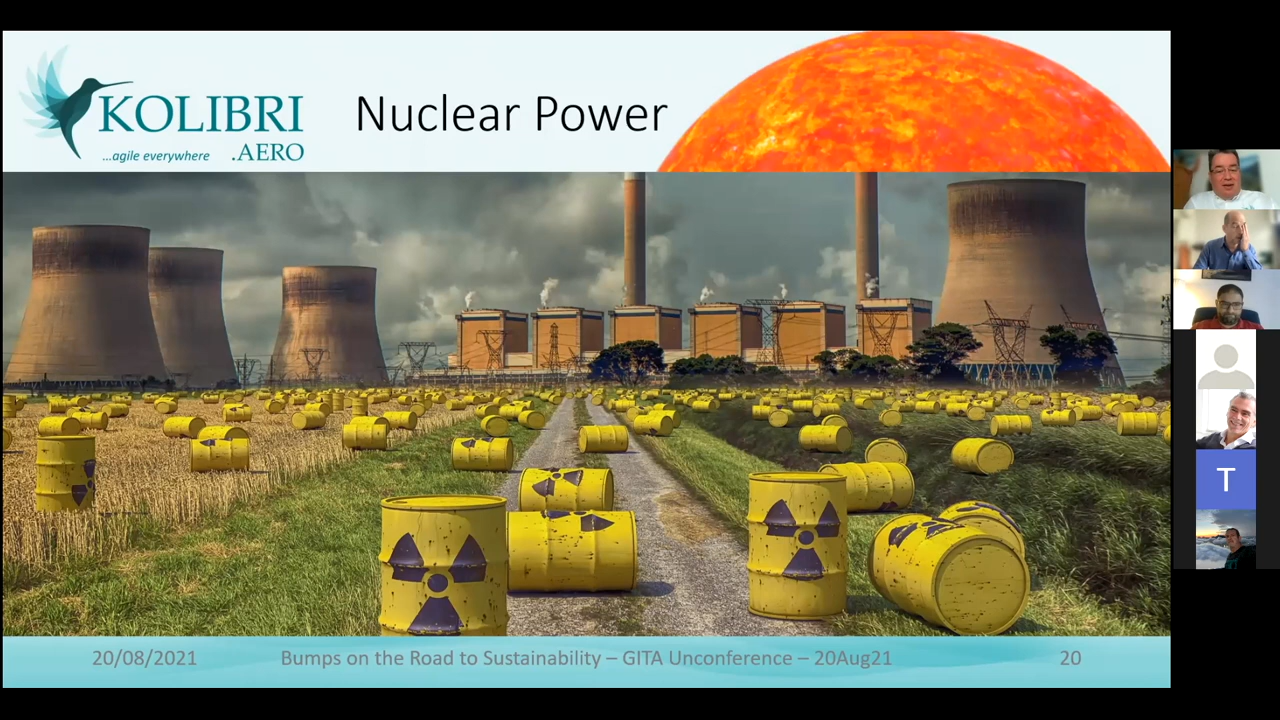 KOLIBRI
...agile everywhere .AERO
Nuclear Power
20/08/2021 Bumps on the Road to Sustainability – GITA Unconference – 20Aug21 20
T